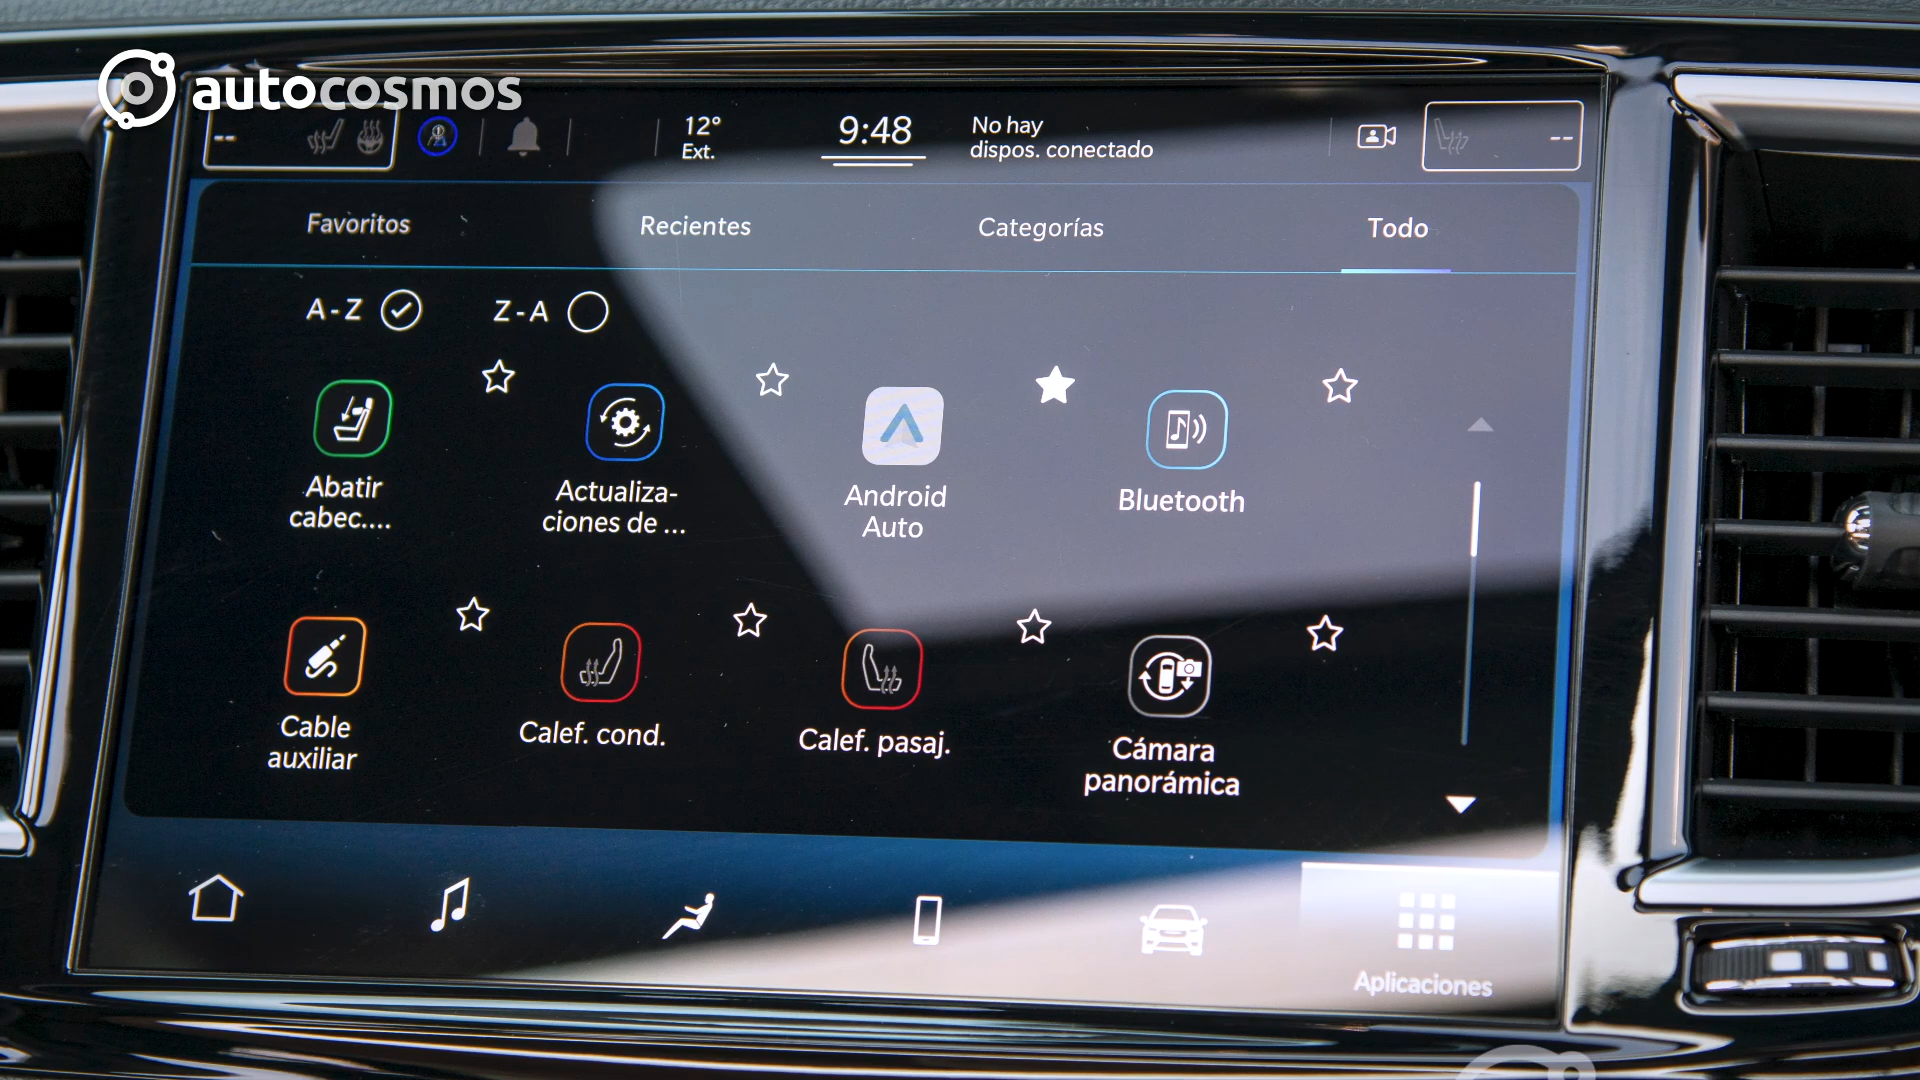 autocosmos
--
12°
Ext.
9:48
No hay
dispos. conectado
--
Favoritos
Recientes
Categorías
Todo
A-Z
Z-A
Abatir
cabec....
Actualiza-
ciones de ...
Android
Auto
Bluetooth
Cable
auxiliar
Calef. cond.
Calef. pasaj.
Cámara
panorámica
Aplicaciones